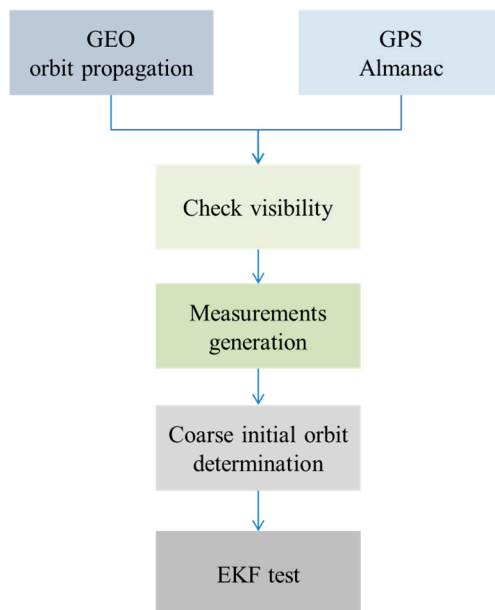 GEO
orbit propagation
GPS
Almanac
Check visibility
Measurements
generation
Coarse initial orbit
determination
EKF test